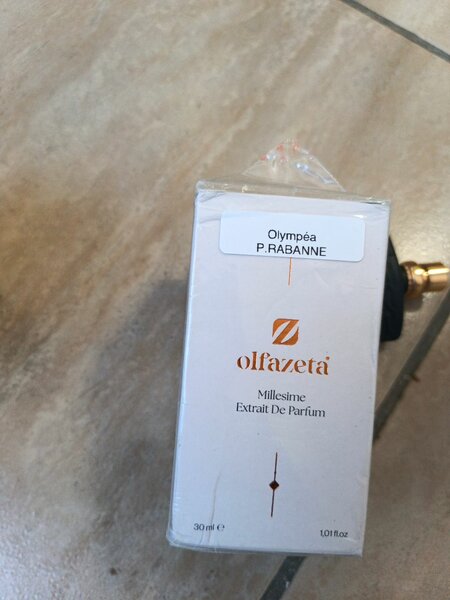 Olympéa
P.RABANNE
olfazeta
Millesime
Extrait De Parfum
30 ml ℮
1,01 fl.oz